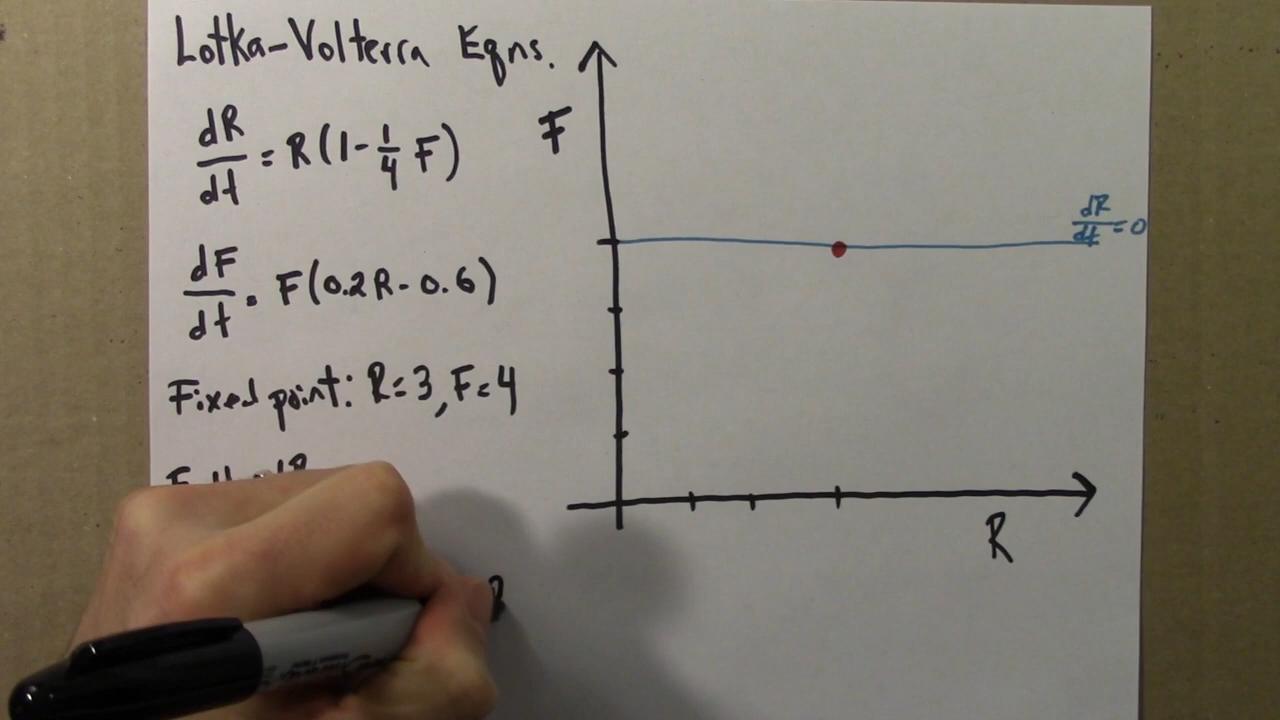 Lotka-Volterra Eqns.
dR/dt = R(1-1/4 F)
dF/dt = F(0.2R-0.6)
Fixed point: R=3, F=4
F
dR/dt = 0
R